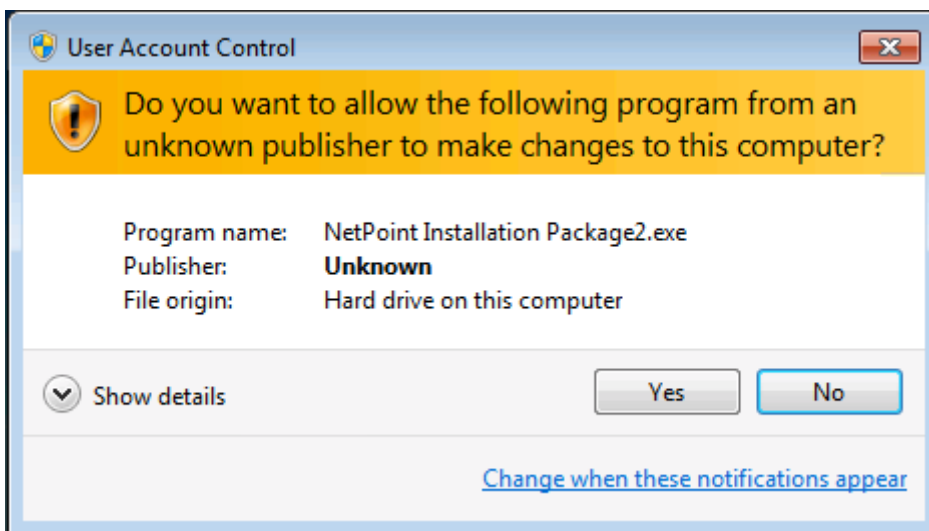 User Account Control
Do you want to allow the following program from an
unknown publisher to make changes to this computer?
Program name: NetPoint Installation Package2.exe
Publisher: Unknown
File origin: Hard drive on this computer
Show details
Yes
No
Change when these notifications appear